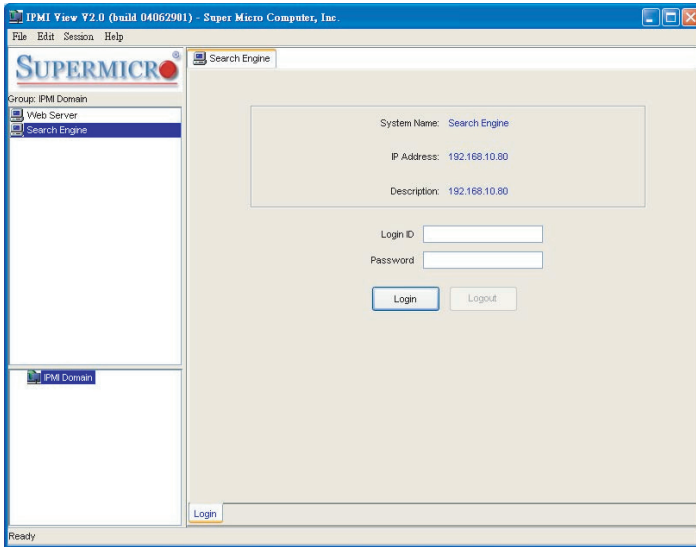 IPMI View V2.0 (build 04062901) - Super Micro Computer, Inc.
File Edit Session Help
SUPERMICRO®
Group: IPMI Domain
Web Server
Search Engine
IPMI Domain
Search Engine
System Name: Search Engine
IP Address: 192.168.10.80
Description: 192.168.10.80
Login ID
Password
Login Logout
Login
Ready